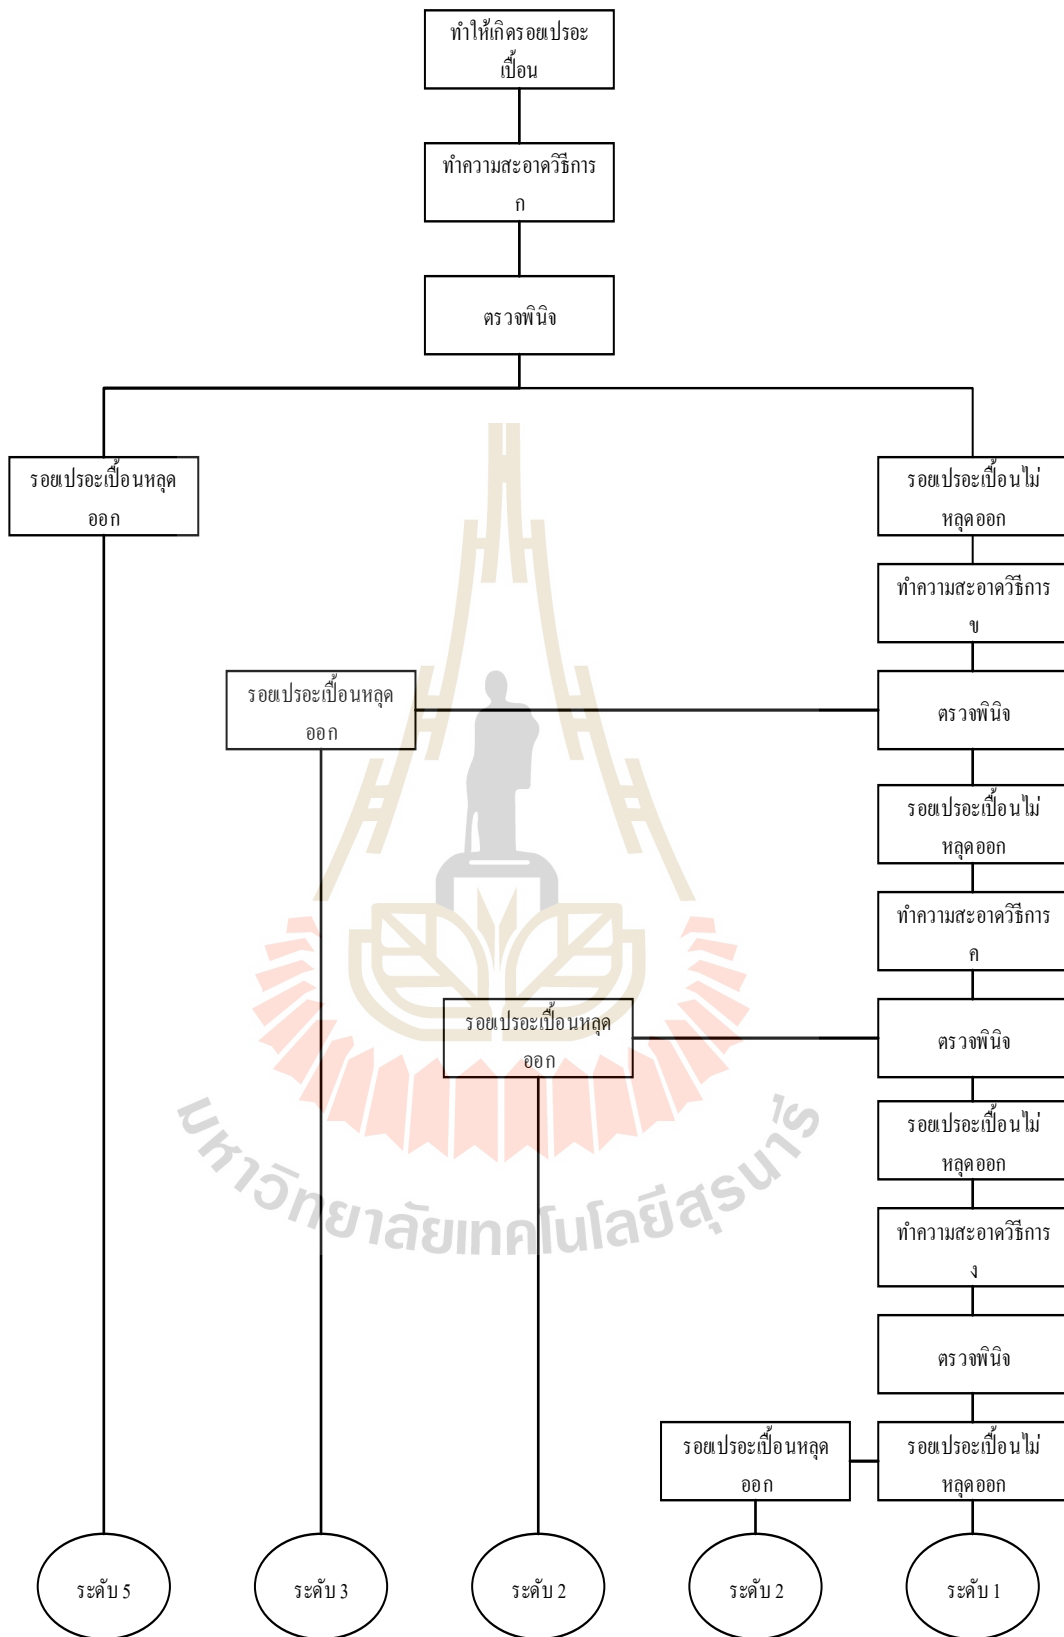 ทำให้เกิดรอยเปรอะ
เปื้อน
ทำความสะอาดวิธีการ
ก
ตรวจพินิจ
รอยเปรอะเปื้อนหลุด
ออก
รอยเปรอะเปื้อนไม่
หลุดออก
ทำความสะอาดวิธีการ
ข
รอยเปรอะเปื้อนหลุด
ออก
ตรวจพินิจ
รอยเปรอะเปื้อนไม่
หลุดออก
ทำความสะอาดวิธีการ
ค
รอยเปรอะเปื้อนหลุด
ออก
ตรวจพินิจ
รอยเปรอะเปื้อนไม่
หลุดออก
มหาวิทยาลัยเทคโนโลยีสุรนารี
ทำความสะอาดวิธีการ
ง
ตรวจพินิจ
รอยเปรอะเปื้อนหลุด
ออก
รอยเปรอะเปื้อนไม่
หลุดออก
ระดับ 5
ระดับ 3
ระดับ 2
ระดับ 2
ระดับ 1